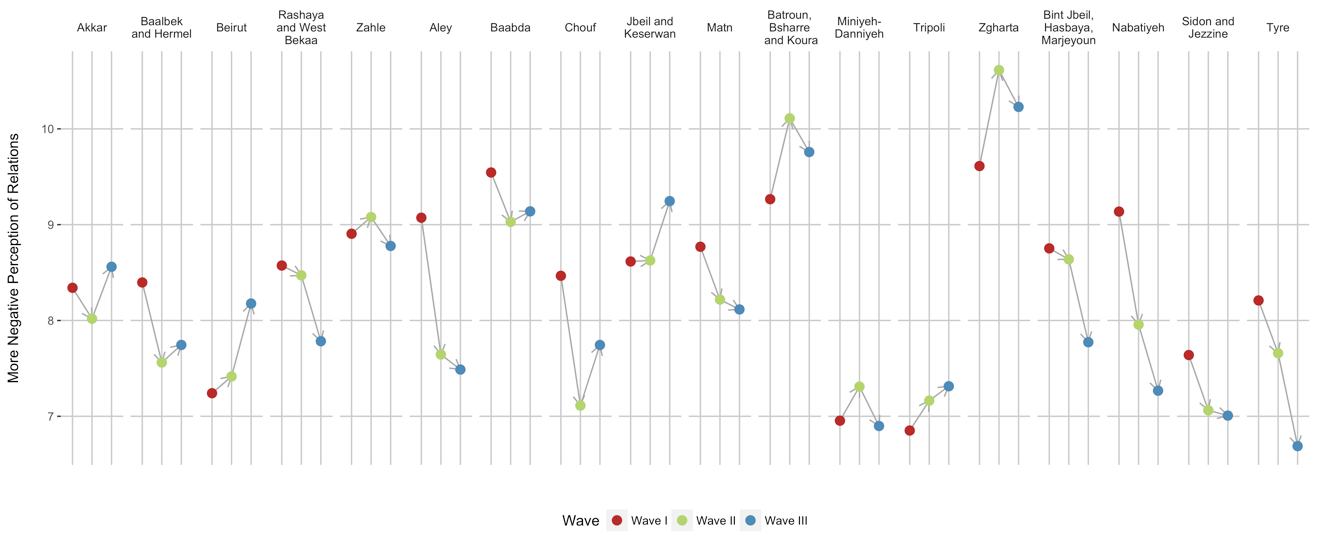 Akkar
Baalbek
and Hermel
Beirut
Rashaya
and West
Bekaa
Zahle
Aley
Baabda
Chouf
Jbeil and
Keserwan
Matn
Batroun,
Bsharre
and Koura
Miniyeh-
Danniyeh
Tripoli
Zgharta
Bint Jbeil,
Hasbaya,
Marjeyoun
Nabatiyeh
Sidon and
Jezzine
Tyre
More Negative Perception of Relations
10
9
8
7
Wave
Wave I
Wave II
Wave III